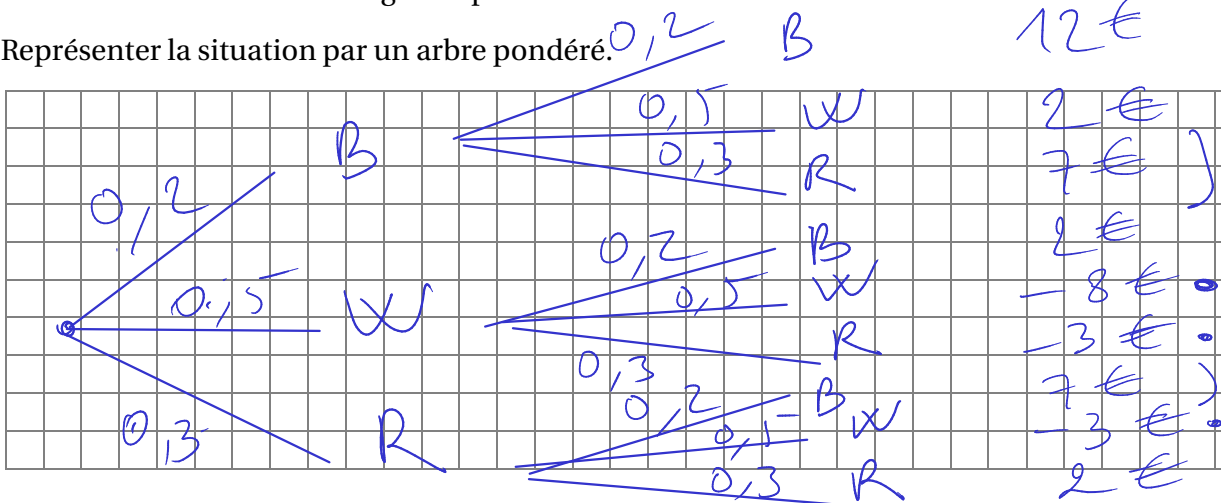 Représenter la situation par un arbre pondéré.
0,2 B 12 €
0,5 W 2 €
B 0,3 R 7 €
0,2
0,2 B 2 €
0,5 W 0,5 W - 8 €
0,3 R - 3 €
0,2 B 7 €
0,3 R 0,5 W - 3 €
0,3 R 2 €